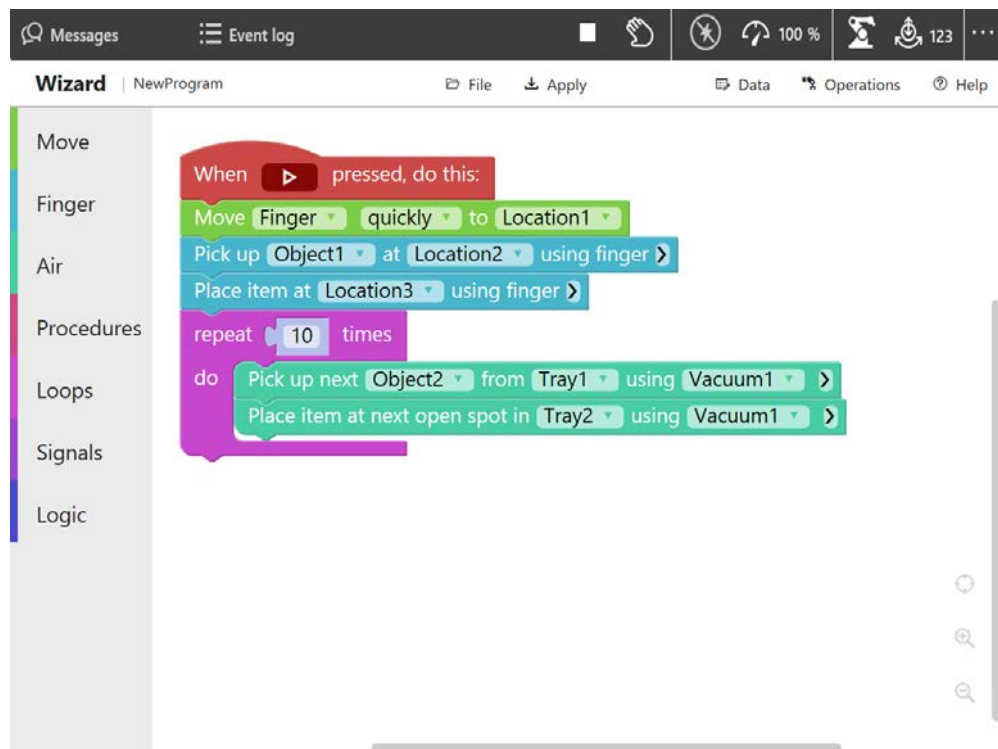 Messages Event log 100 % 123 ...
Wizard | NewProgram File Apply Data Operations Help
Move
Finger
Air
Procedures
Loops
Signals
Logic
When pressed, do this:
Move Finger quickly to Location1
Pick up Object1 at Location2 using finger
Place item at Location3 using finger
repeat 10 times
do Pick up next Object2 from Tray1 using Vacuum1
Place item at next open spot in Tray2 using Vacuum1